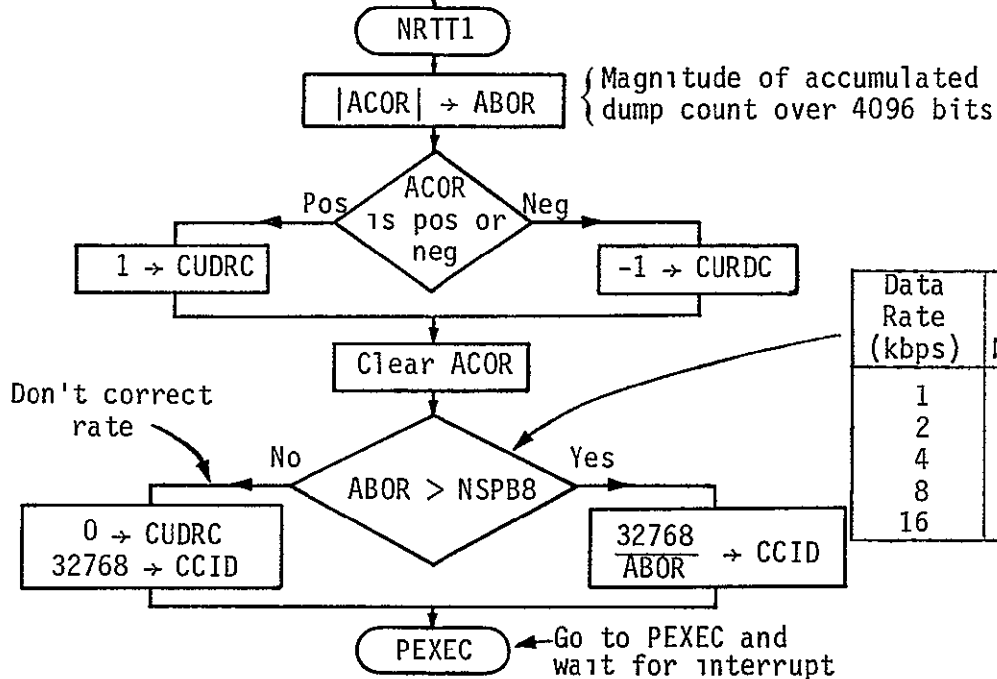 NRTT1
|ACOR| → ABOR
Magnitude of accumulated
dump count over 4096 bits
ACOR
is pos or
neg
Pos
Neg
1 → CUDRC
-1 → CURDC
Clear ACOR
Don't correct
rate
No
Yes
ABOR > NSPB8
0 → CUDRC
32768 → CCID
32768
ABOR → CCID
Data
Rate
(kbps)
1
2
4
8
16
PEXEC
Go to PEXEC and
wait for interrupt